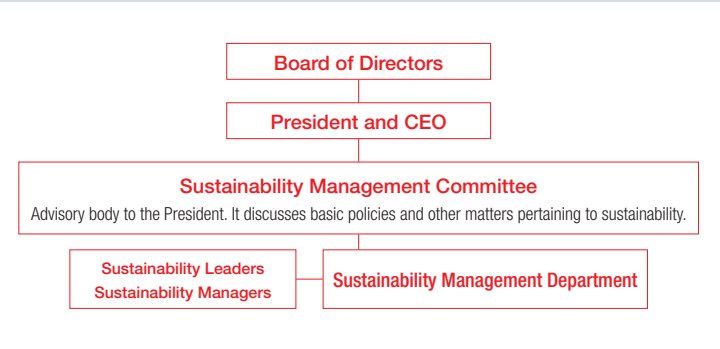 Board of Directors
President and CEO
Sustainability Management Committee
Advisory body to the President. It discusses basic policies and other matters pertaining to sustainability.
Sustainability Leaders
Sustainability Managers
Sustainability Management Department